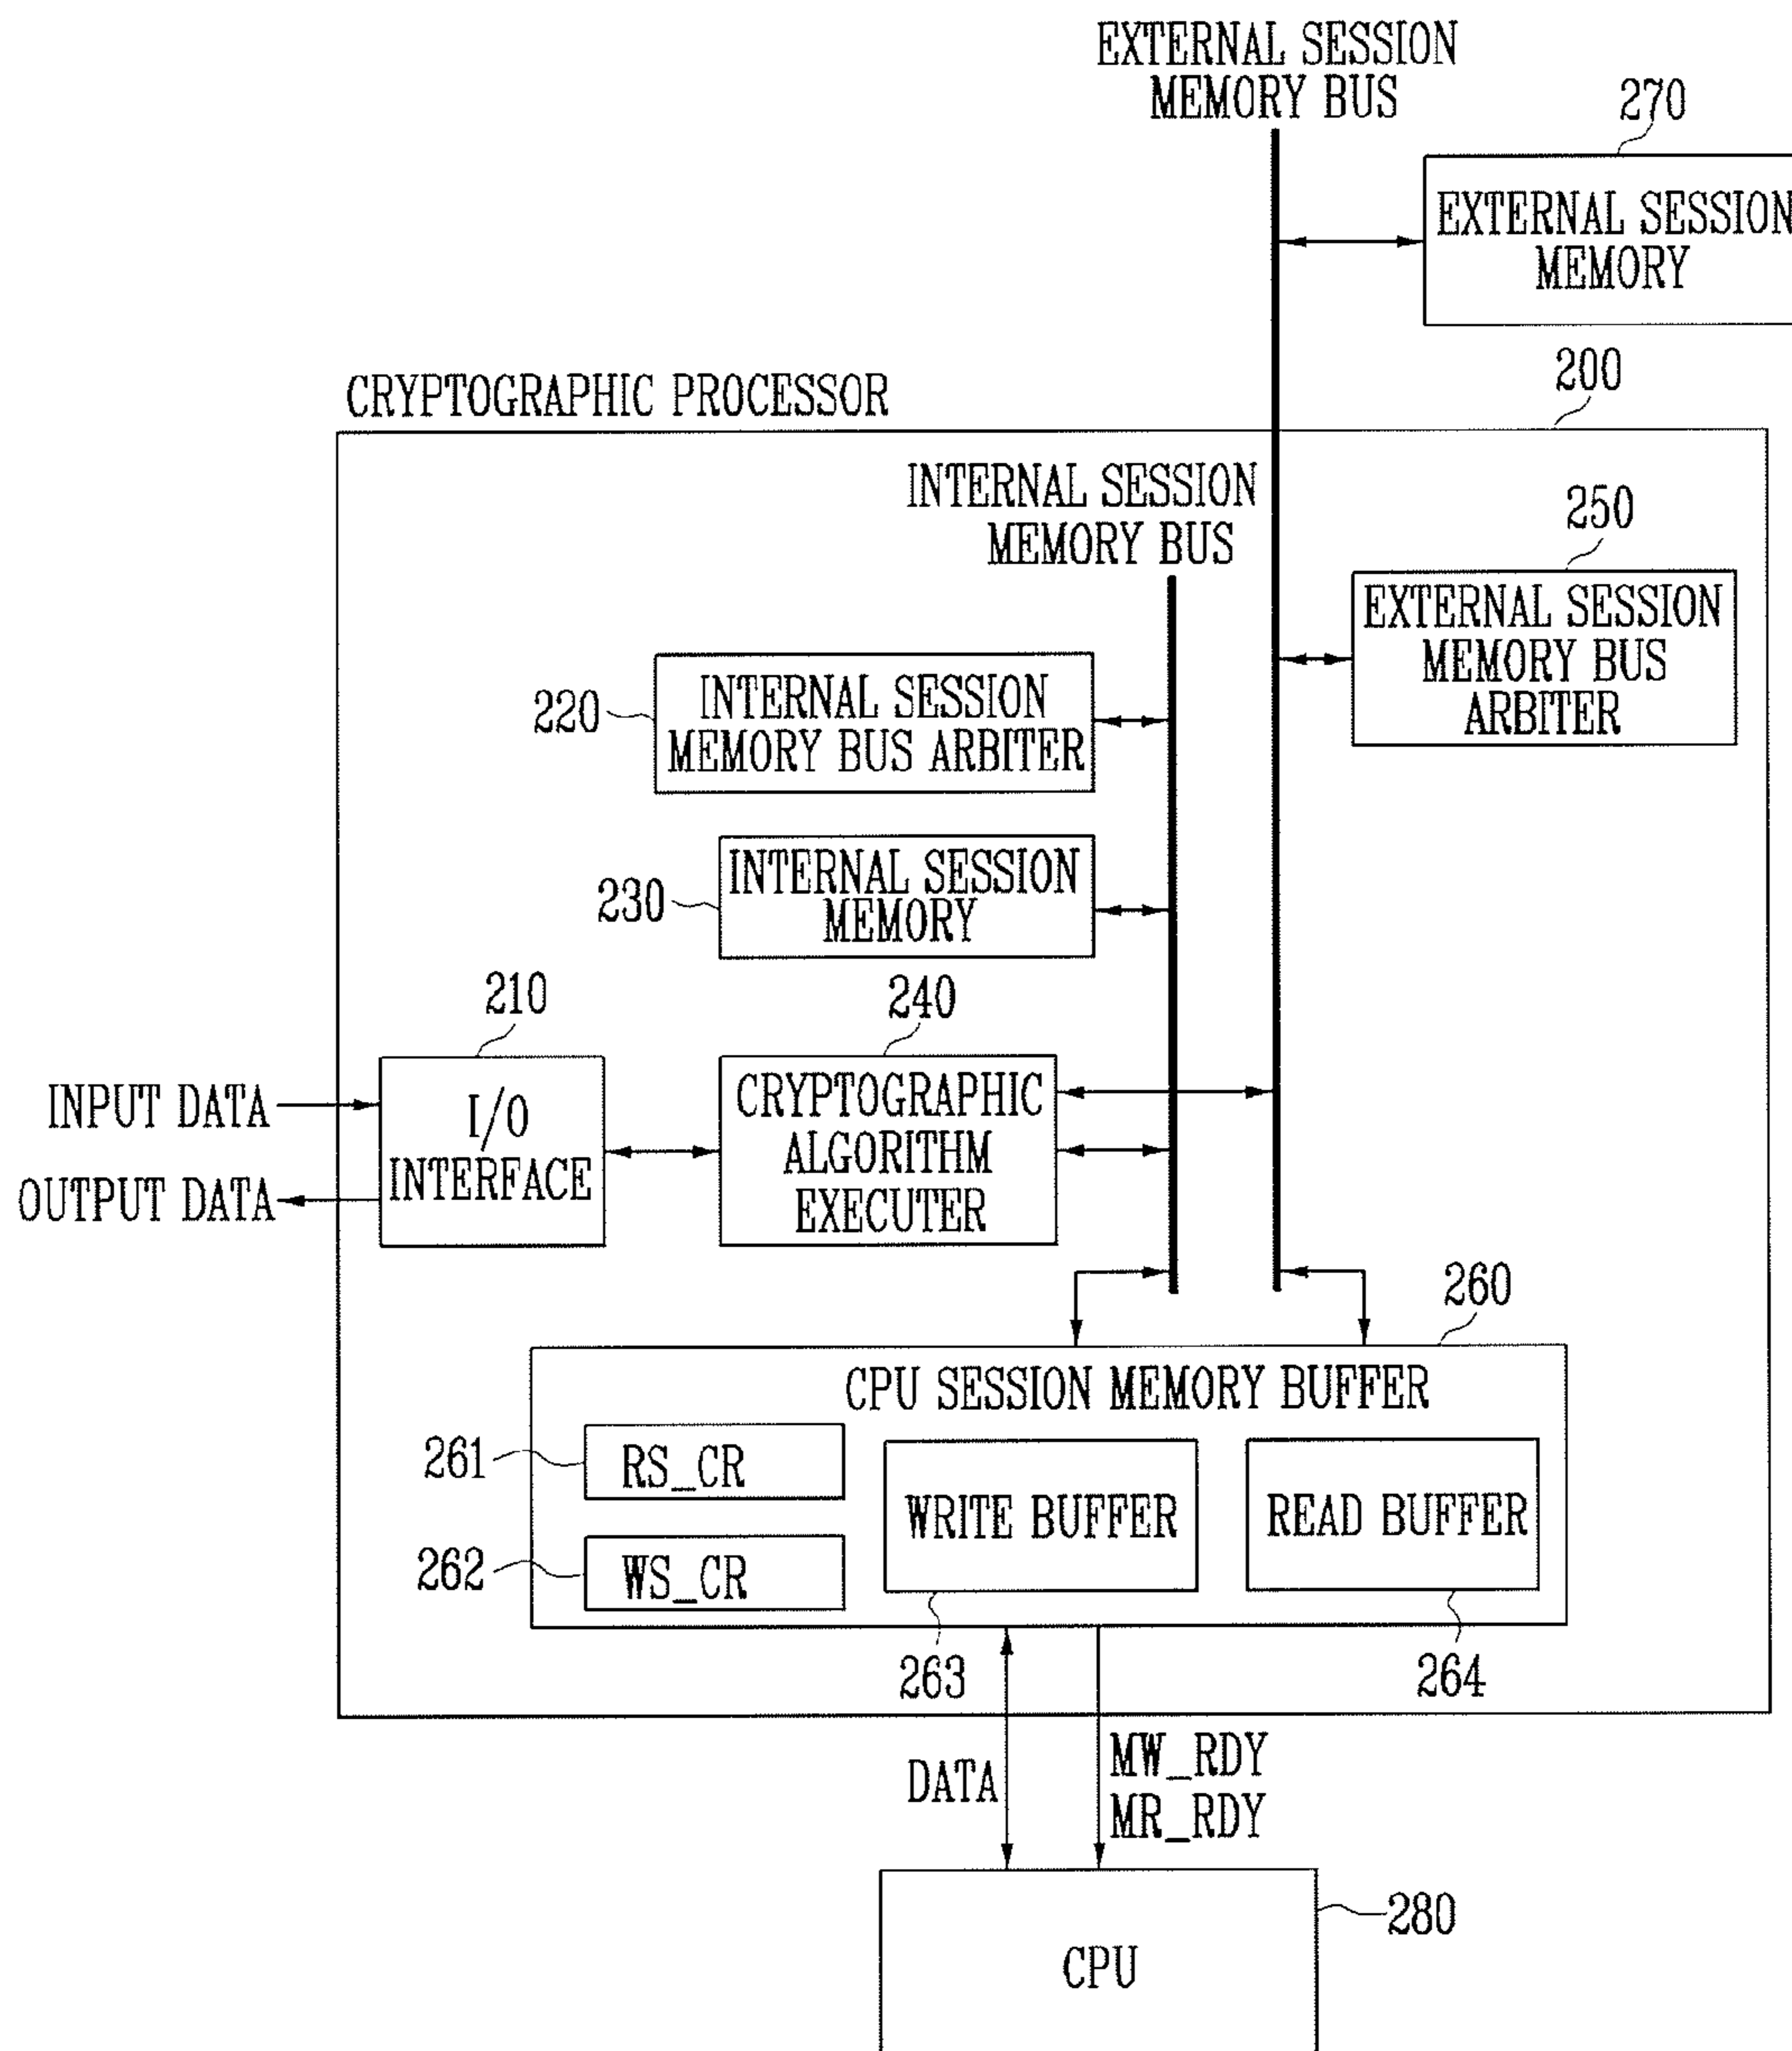 EXTERNAL SESSION
MEMORY BUS
270
EXTERNAL SESSION
MEMORY
200
CRYPTOGRAPHIC PROCESSOR
INTERNAL SESSION
MEMORY BUS
250
EXTERNAL SESSION
MEMORY BUS
ARBITER
220
INTERNAL SESSION
MEMORY BUS ARBITER
230
INTERNAL SESSION
MEMORY
210
240
INPUT DATA
OUTPUT DATA
I/O
INTERFACE
CRYPTOGRAPHIC
ALGORITHM
EXECUTER
260
CPU SESSION MEMORY BUFFER
261
RS_CR
262
WS_CR
WRITE BUFFER
READ BUFFER
263
264
DATA
MW_RDY
MR_RDY
280
CPU